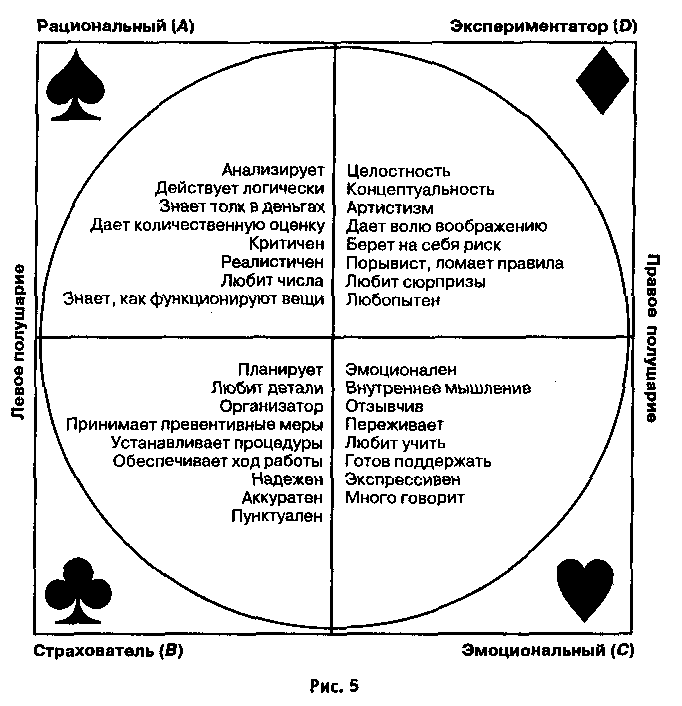 Рациональный (A)
Экспериментатор (D)
Анализирует
Действует логически
Знает толк в деньгах
Дает количественную оценку
Критичен
Реалистичен
Любит числа
Знает, как функционируют вещи
Целостность
Концептуальность
Артистизм
Дает волю воображению
Берет на себя риск
Порывист, ломает правила
Любит сюрпризы
Любопытен
Левое полушарие
Правое полушарие
Планирует
Любит детали
Организатор
Принимает превентивные меры
Устанавливает процедуры
Обеспечивает ход работы
Надежен
Аккуратен
Пунктуален
Эмоционален
Внутреннее мышление
Отзывчив
Переживает
Любит учить
Готов поддержать
Экспрессивен
Много говорит
Страхователь (B)
Эмоциональный (C)
Рис. 5